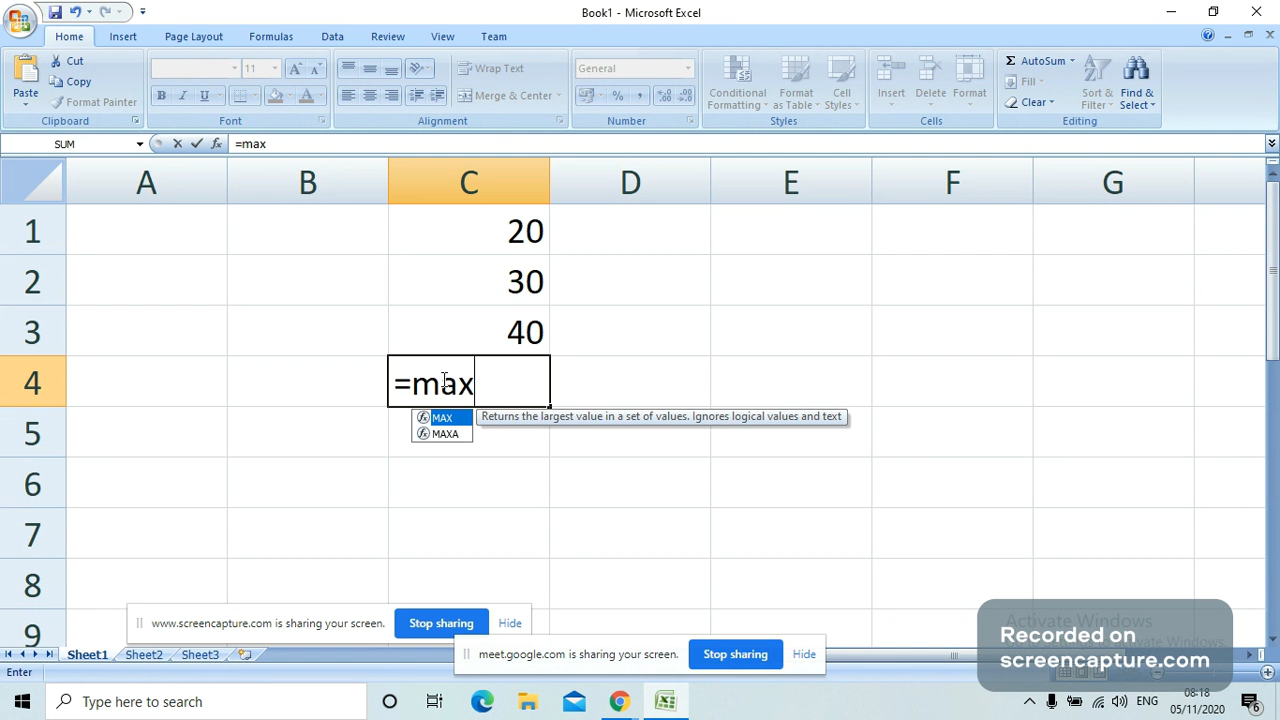 Book1 - Microsoft Excel
Home Insert Page Layout Formulas Data Review View Team
Paste
Cut
Copy
Format Painter
Clipboard
11
A A
B I U
A
Font
Wrap Text
Merge & Center
Alignment
General
% ,
Number
Conditional Formatting
Format as Table
Cell Styles
Styles
Insert Delete Format
Cells
Σ AutoSum
Fill
Clear
Sort & Filter
Find & Select
Editing
SUM fx =max
A B C D E F G
1 20
2 30
3 40
4 =max
MAX Returns the largest value in a set of values. Ignores logical values and text
MAXA
5
6
7
8
9
www.screencapture.com is sharing your screen. Stop sharing Hide
meet.google.com is sharing your screen. Stop sharing Hide
Activate Windows
Recorded on
screencapture.com
Sheet1 Sheet2 Sheet3
Enter
Type here to search
ENG
08-18
05/11/2020
6